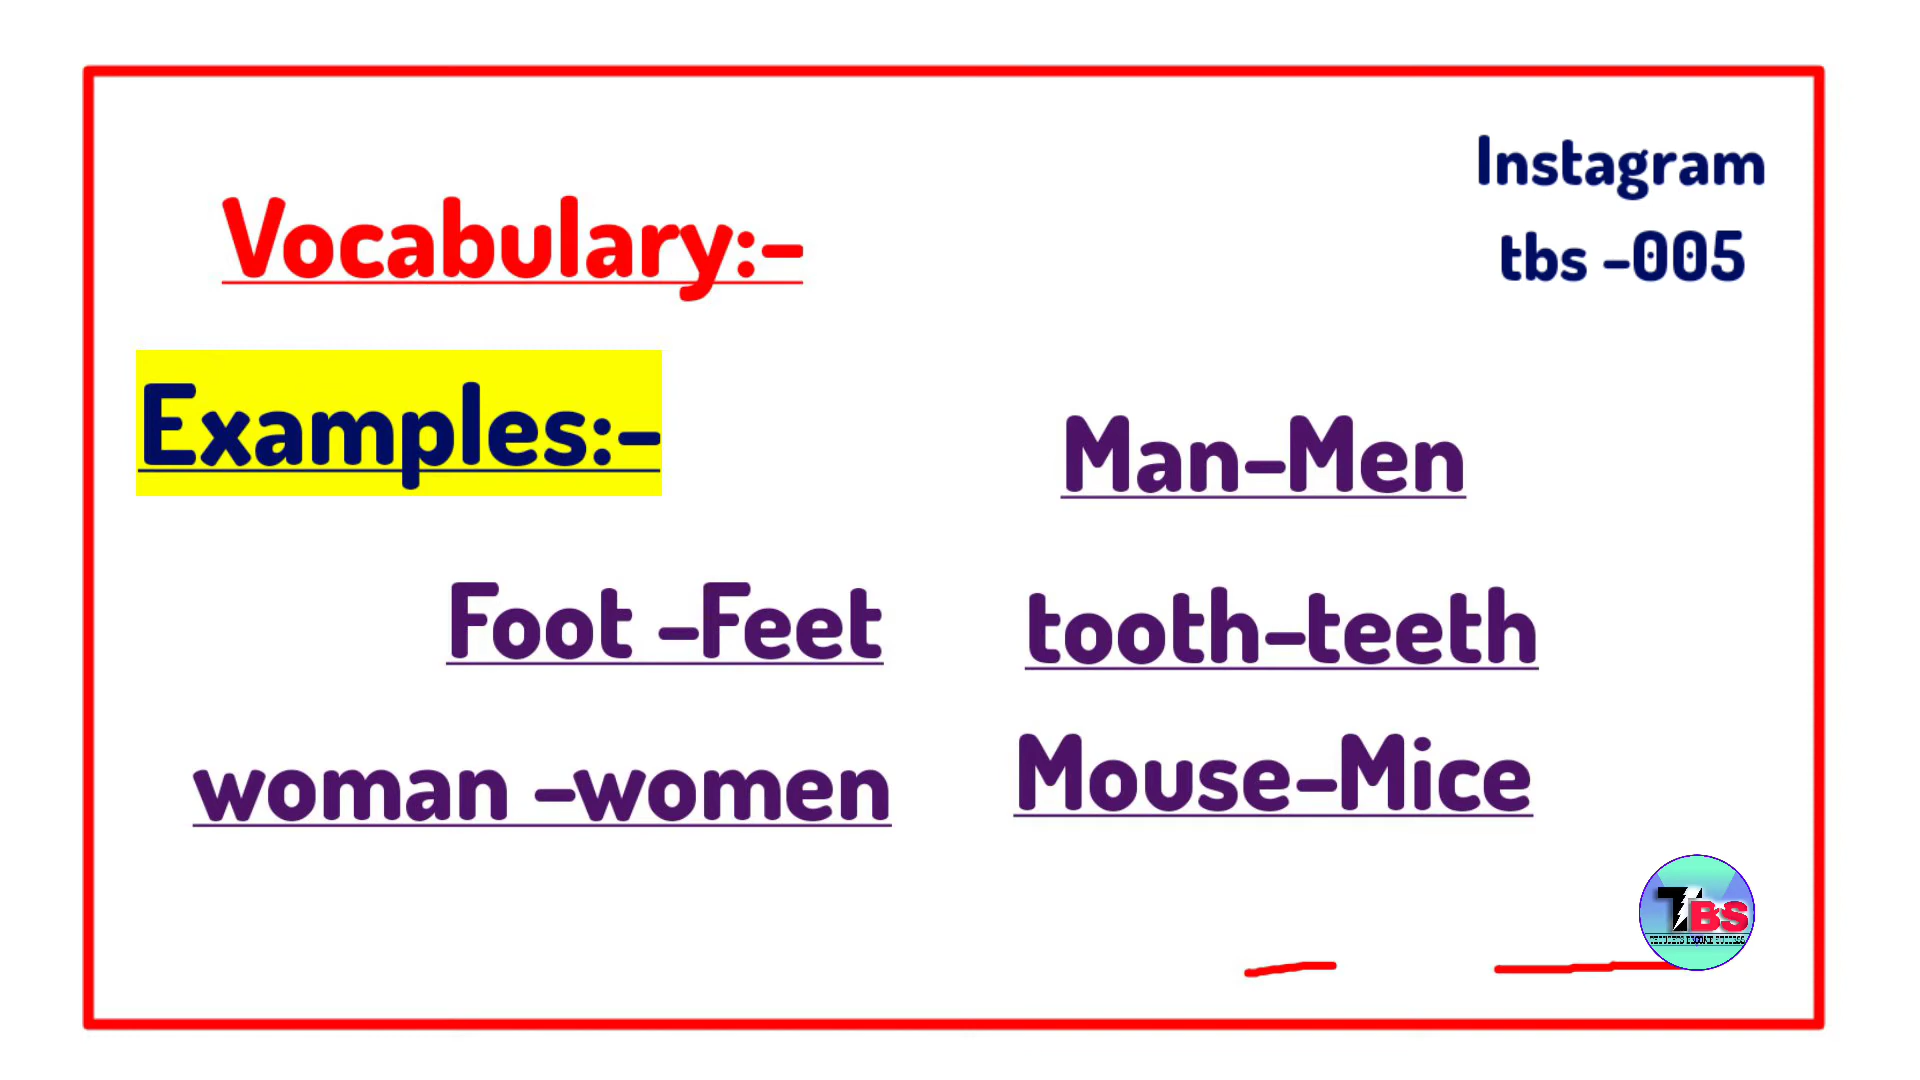 Instagram
tbs -005
Vocabulary:-
Examples:-
Man-Men
Foot -Feet
tooth-teeth
woman -women
Mouse-Mice
TBS